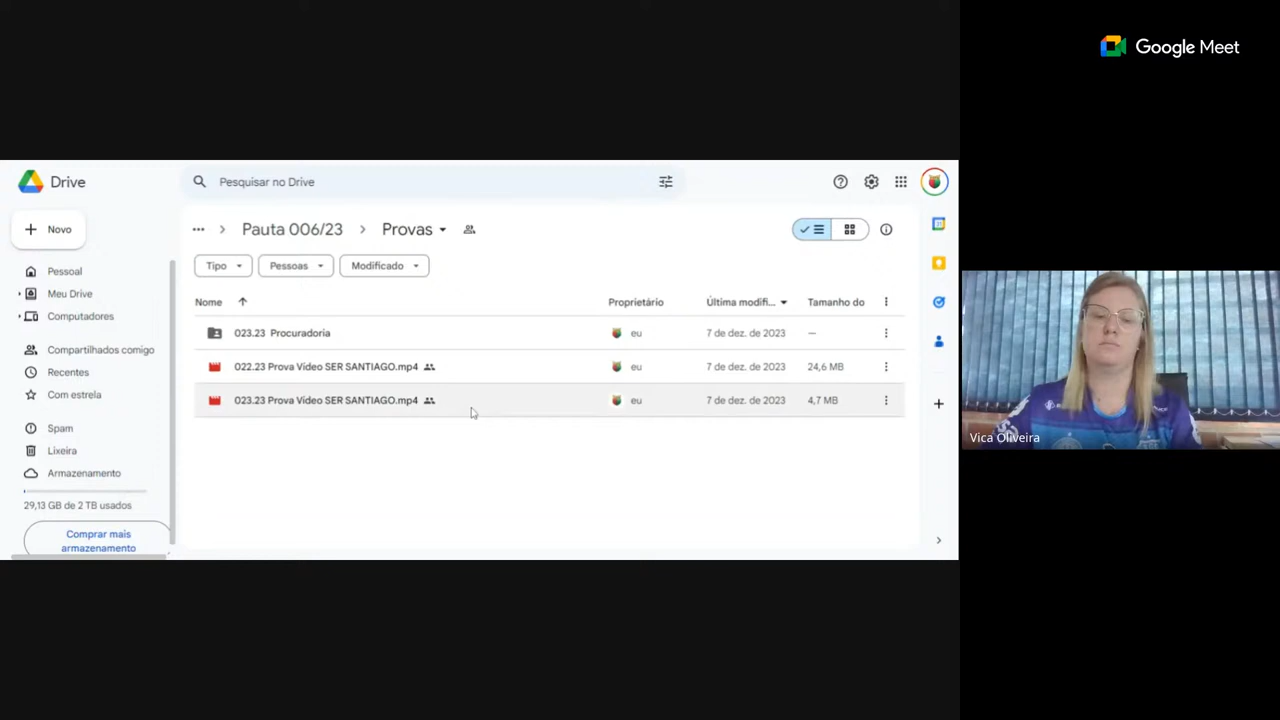 Google Meet
Drive
Pesquisar no Drive
Novo
Pauta 006/23
Provas
Tipo
Pessoas
Modificado
Pessoal
Meu Drive
Computadores
Compartilhados comigo
Recentes
Com estrela
Spam
Lixeira
Armazenamento
29,13 GB de 2 TB usados
Comprar mais
armazenamento
Nome Proprietário Última modifi... Tamanho do
023.23 Procuradoria eu 7 de dez. de 2023 —
022.23 Prova Vídeo SER SANTIAGO.mp4 eu 7 de dez. de 2023 24,6 MB
023.23 Prova Vídeo SER SANTIAGO.mp4 eu 7 de dez. de 2023 4,7 MB
Vica Oliveira